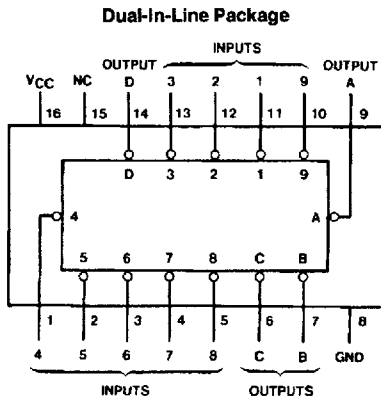 Dual-In-Line Package
INPUTS
OUTPUT OUTPUT
VCC NC D 3 2 1 9 A
16 15 14 13 12 11 10 9
D 3 2 1 9
4 A
5 6 7 8 C B
1 2 3 4 5 6 7 8
4 5 6 7 8 C B GND
INPUTS OUTPUTS